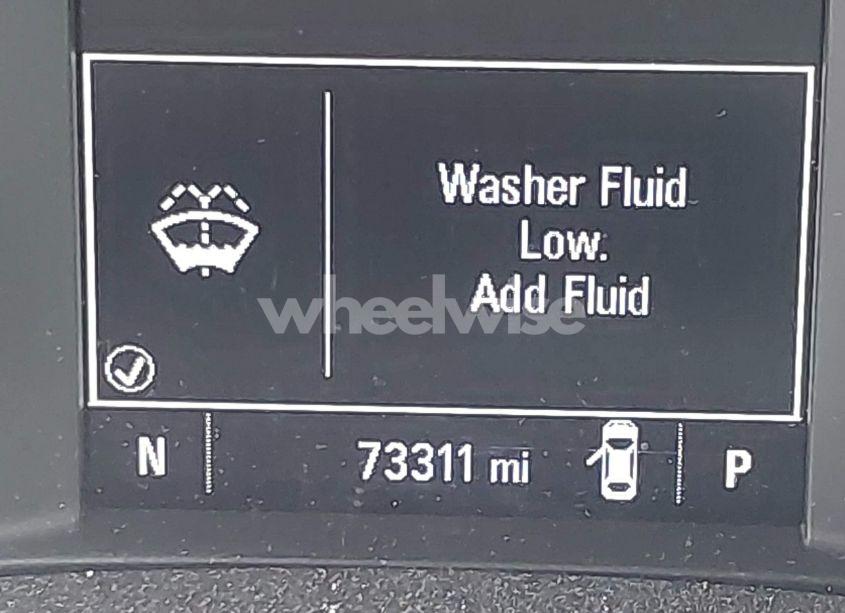 Washer Fluid
Low.
Add Fluid
wheelwise
N 73311 mi P